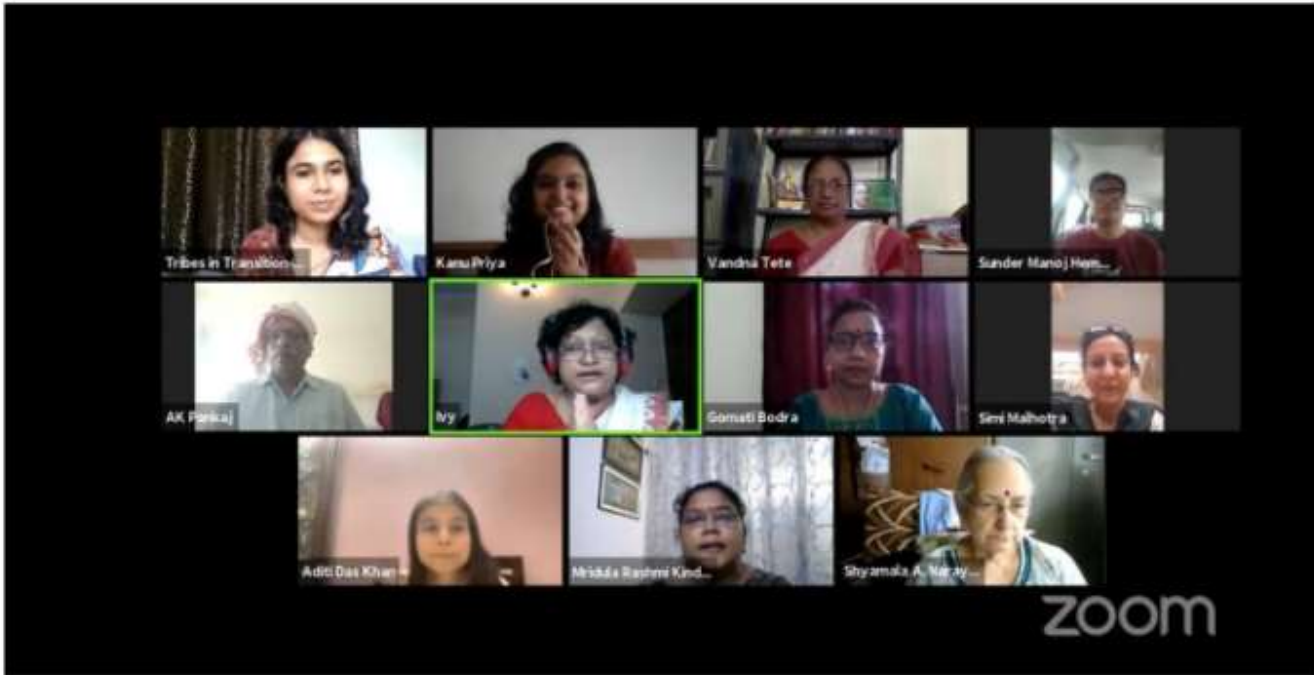 Tribes in Transition-...
Kanu Priya
Vandna Tete
Sunder Manoj Hem...
AK Pankaj
Ivy
Gomati Bodra
Simi Malhotra
Aditi Das Khan
Mridula Rashmi Kind...
Shyamala A. Naray...
zoom